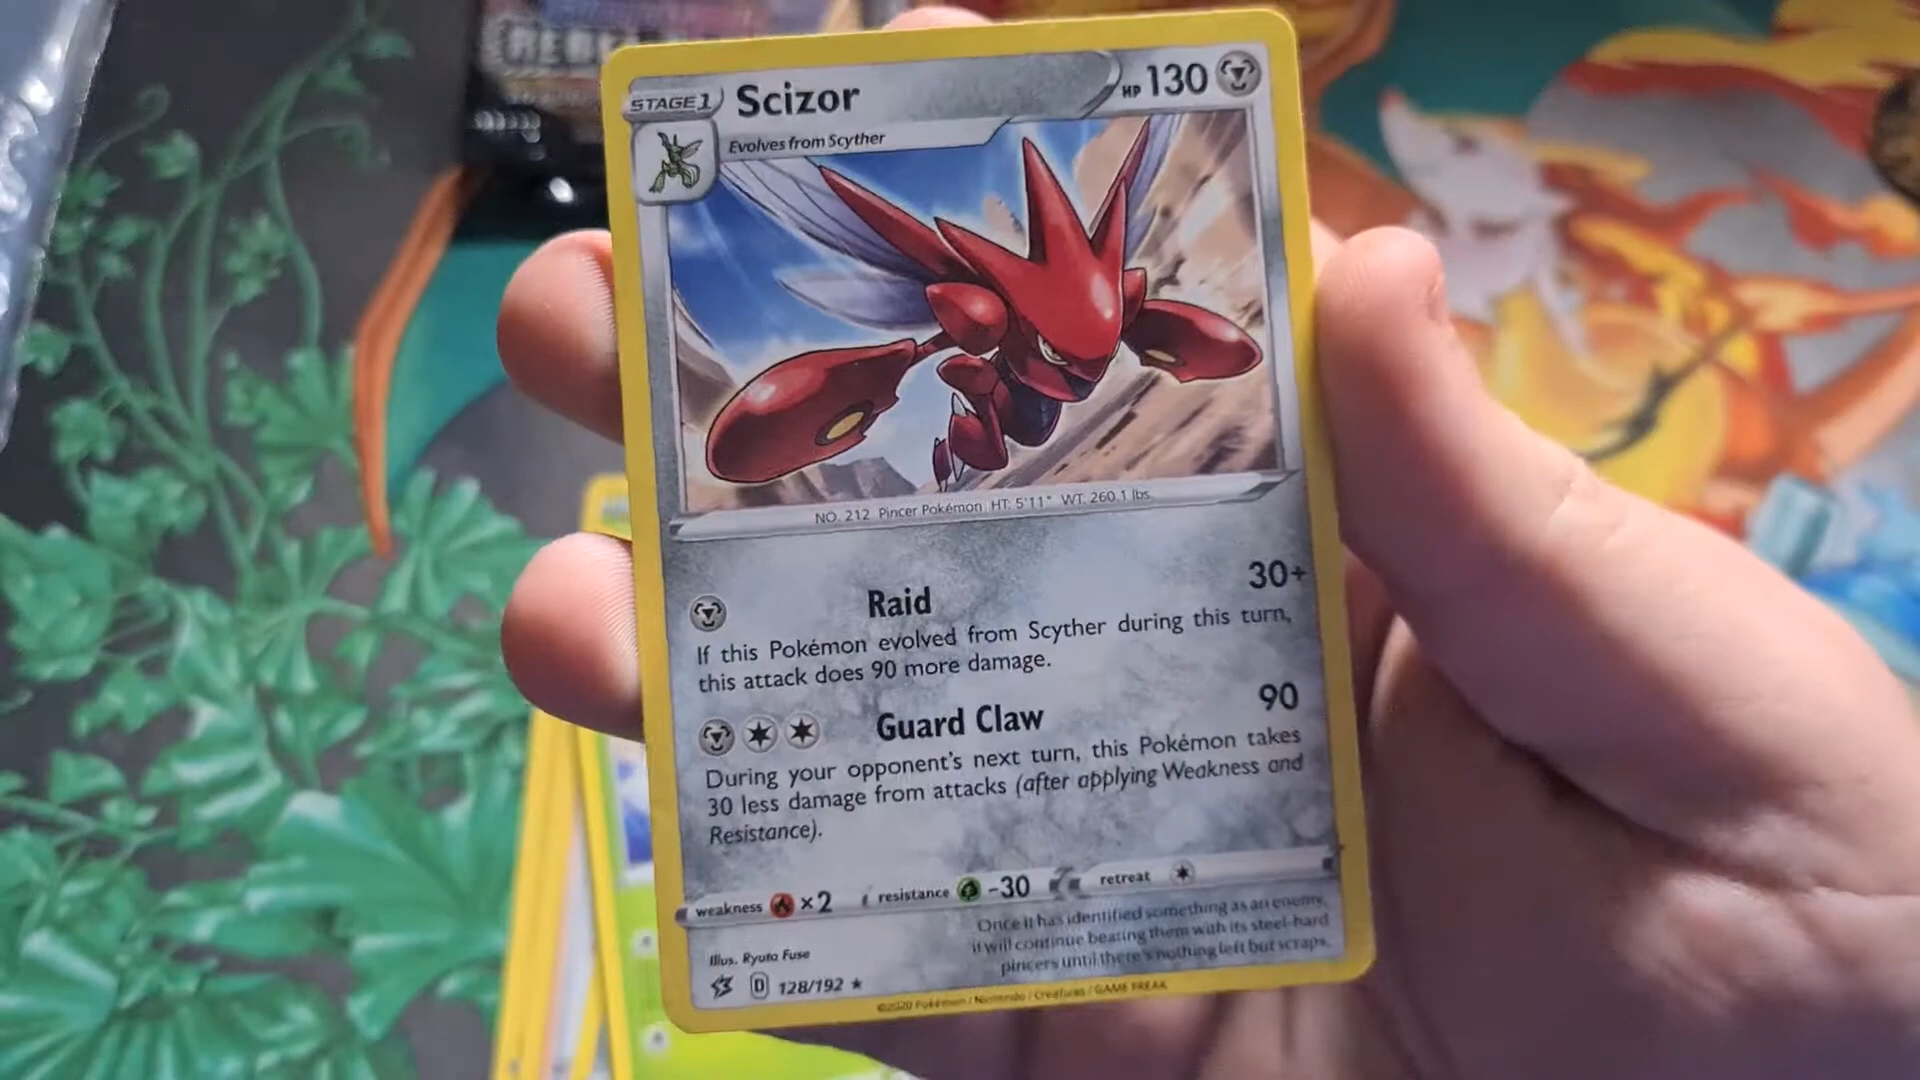 REBEL
STAGE 1
Scizor
HP 130
Evolves from Scyther
NO. 212 Pincer Pokémon HT: 5'11" WT: 260.1 lbs
Raid
30+
If this Pokémon evolved from Scyther during this turn,
this attack does 90 more damage.
Guard Claw
90
During your opponent's next turn, this Pokémon takes
30 less damage from attacks (after applying Weakness and
Resistance).
weakness ×2 resistance -30 retreat
Once it has identified something as an enemy,
it will continue beating them with its steel-hard
pincers until there's nothing left but scraps.
Illus. Ryuta Fuse
D 128/192 ★
©2020 Pokémon / Nintendo / Creatures / GAME FREAK